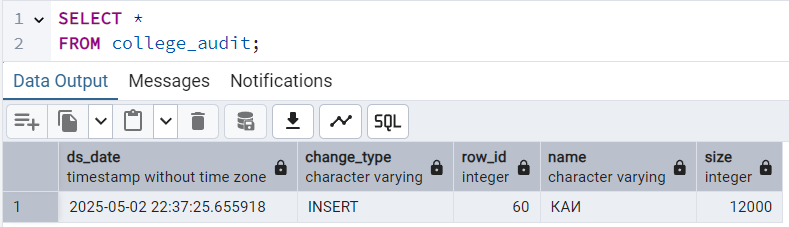 1 SELECT *
2 FROM college_audit;
Data Output Messages Notifications
SQL
ds_date change_type row_id name size
timestamp without time zone character varying integer character varying integer
1 2025-05-02 22:37:25.655918 INSERT 60 КАИ 12000